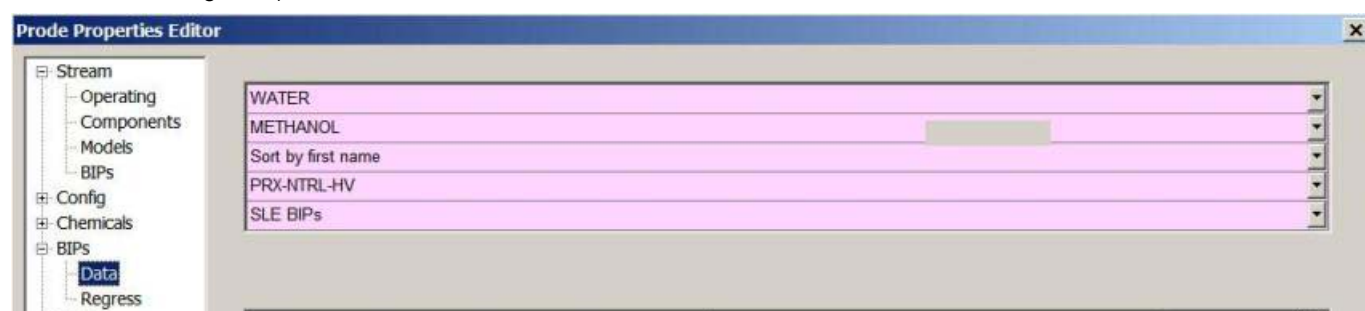 Prode Properties Editor
Stream
Operating
Components
Models
BIPs
Config
Chemicals
BIPs
Data
Regress
WATER
METHANOL
Sort by first name
PRX-NTRL-HV
SLE BIPs